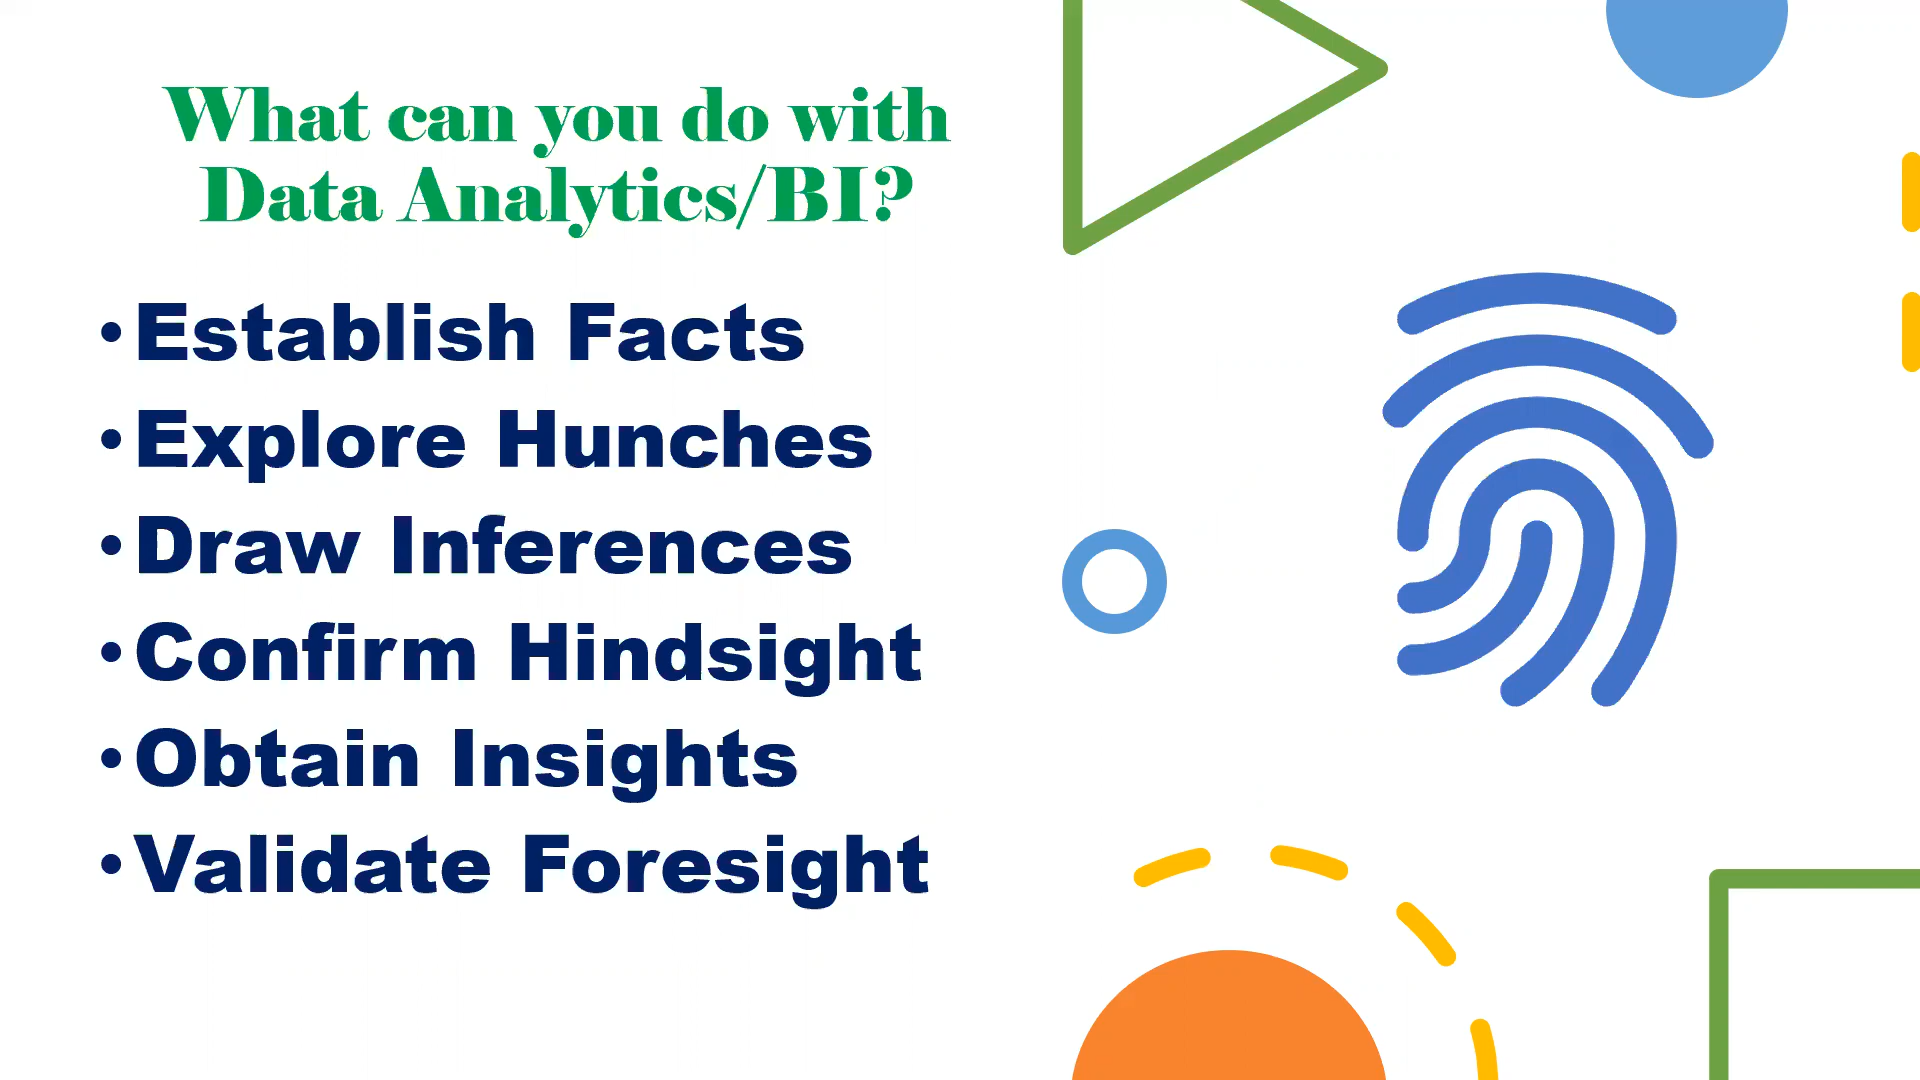 What can you do with
Data Analytics/BI?
• Establish Facts
• Explore Hunches
• Draw Inferences
• Confirm Hindsight
• Obtain Insights
• Validate Foresight